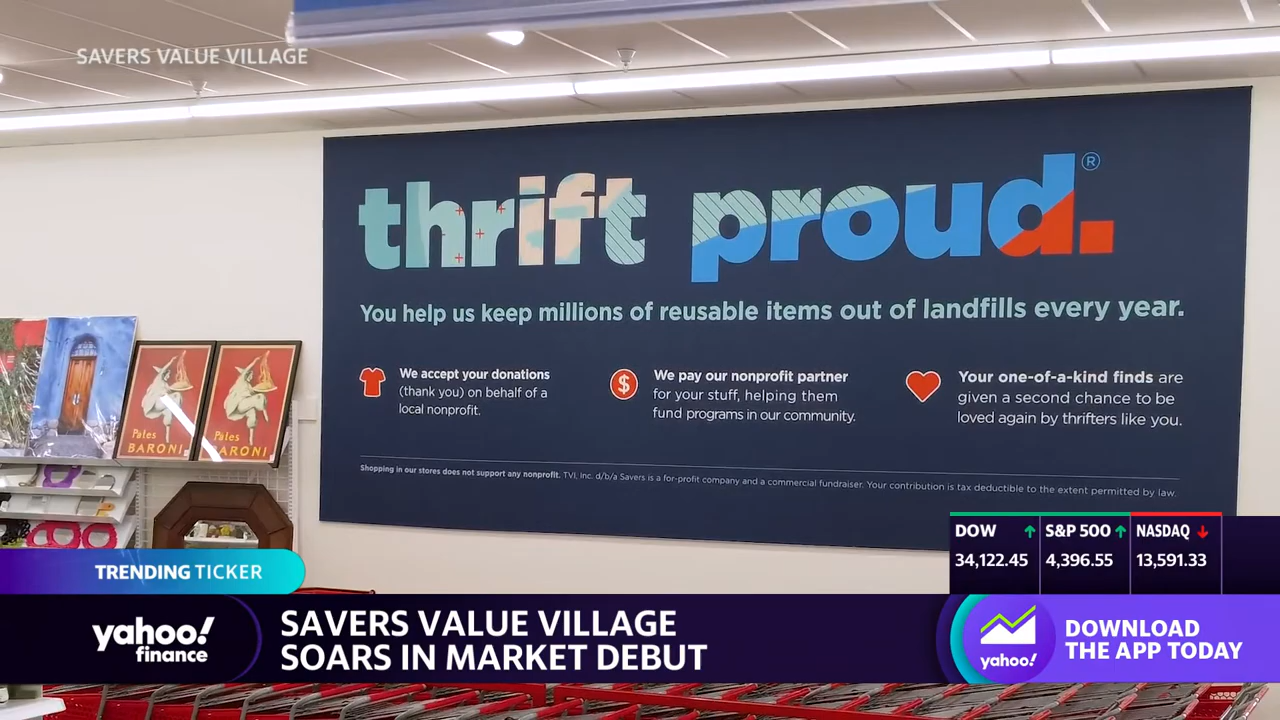 SAVERS VALUE VILLAGE
thrift proud.®
You help us keep millions of reusable items out of landfills every year.
We accept your donations
(thank you) on behalf of a
local nonprofit.
$
We pay our nonprofit partner
for your stuff, helping them
fund programs in our community.
Your one-of-a-kind finds are
given a second chance to be
loved again by thrifters like you.
Shopping in our stores does not support any nonprofit. TVI, Inc. d/b/a Savers is a for-profit company and a commercial fundraiser. Your contribution is tax deductible to the extent permitted by law.
Pâles
BARONI
Pâles
BARONI
DOW
34,122.45
S&P 500
4,396.55
NASDAQ
13,591.33
TRENDING TICKER
yahoo!
finance
SAVERS VALUE VILLAGE
SOARS IN MARKET DEBUT
yahoo!
DOWNLOAD
THE APP TODAY